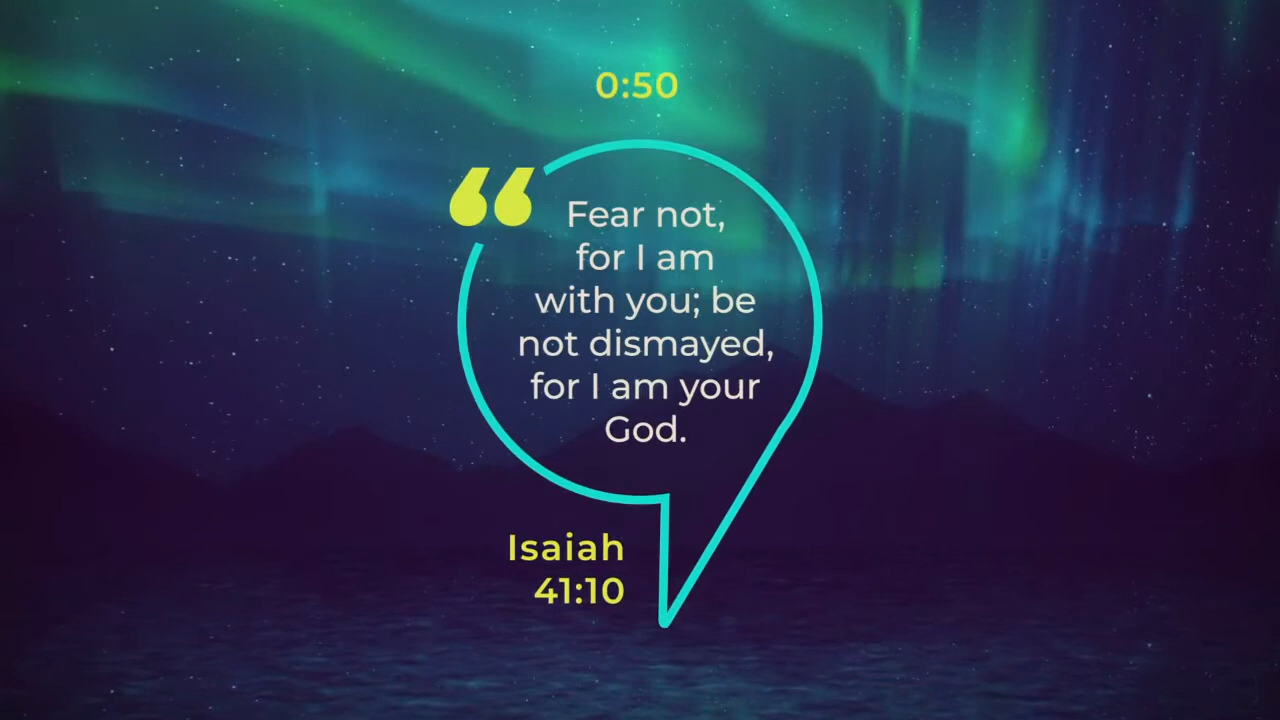 0:50
“
Fear not,
for I am
with you; be
not dismayed,
for I am your
God.
Isaiah
41:10